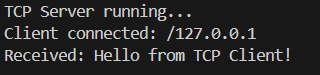 TCP Server running...
Client connected: /127.0.0.1
Received: Hello from TCP Client!